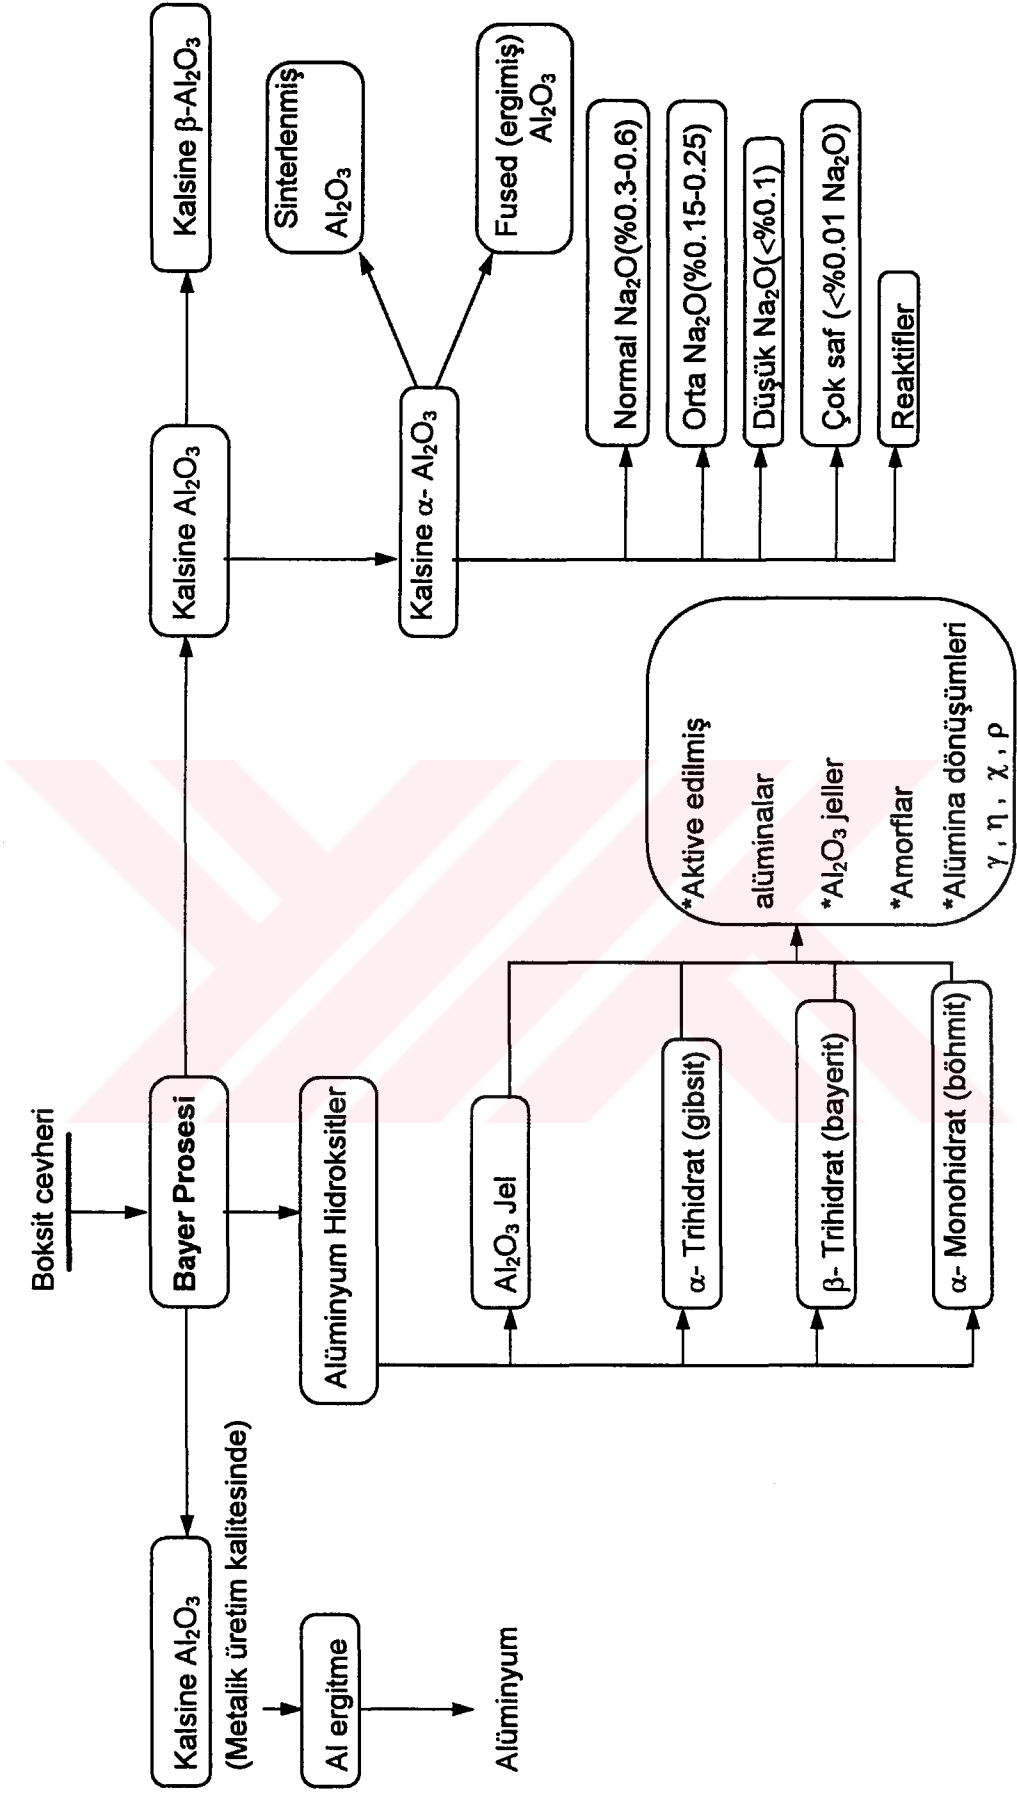 Boksit cevheri
Kalsine Al₂O₃
(Metalik üretim kalitesinde)
Al ergitme
Alüminyum
Bayer Prosesi
Alüminyum Hidroksitler
Al₂O₃ Jel
α- Trihidrat (gibsit)
β- Trihidrat (bayerit)
α- Monohidrat (böhmit)
*Aktive edilmiş
alüminalar
*Al₂O₃ jeller
*Amorflar
*Alümina dönüşümleri
γ , η , χ , ρ
Kalsine Al₂O₃
Kalsine β-Al₂O₃
Kalsine α- Al₂O₃
Sinterlenmiş
Al₂O₃
Fused (ergimiş)
Al₂O₃
Normal Na₂O(%0.3-0.6)
Orta Na₂O(%0.15-0.25)
Düşük Na₂O(<%0.1)
Çok saf (<%0.01 Na₂O)
Reaktifler